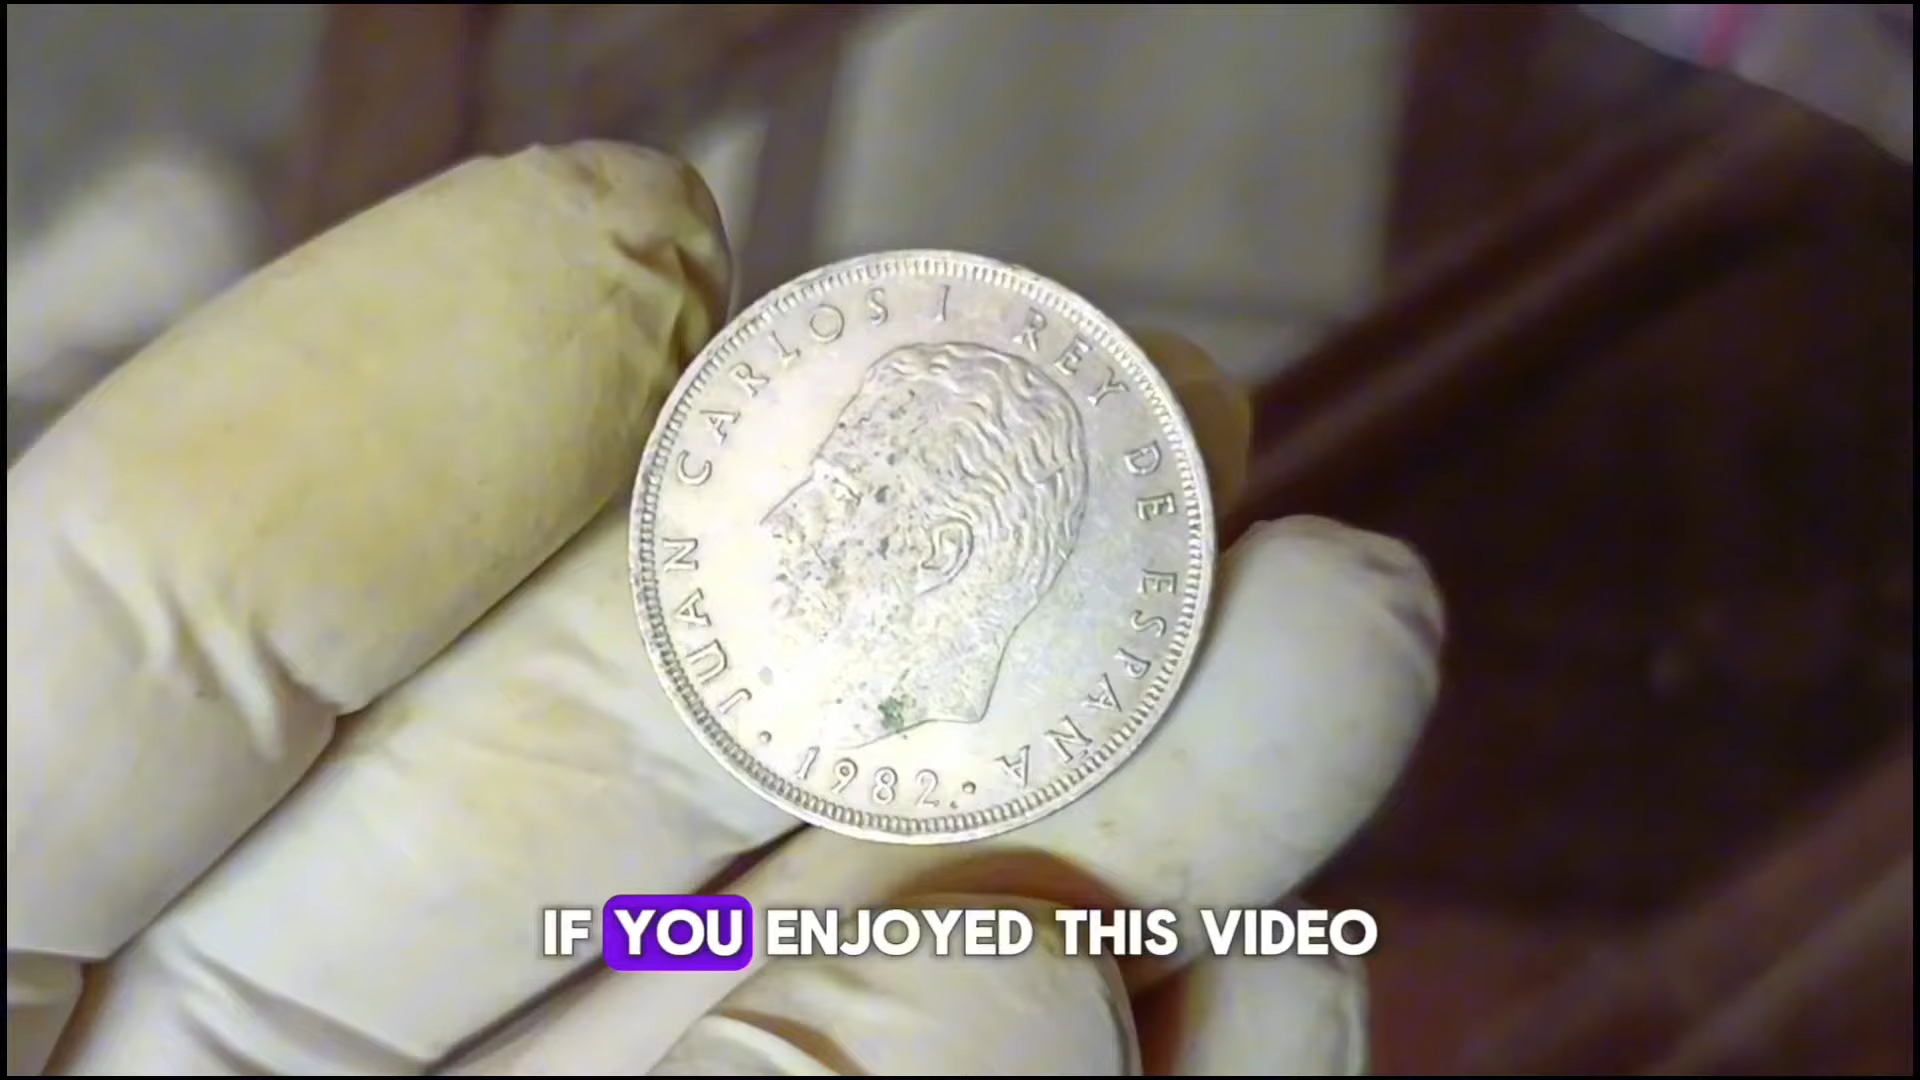 JUAN CARLOS I REY DE ESPAÑA
• 1982 •
IF YOU ENJOYED THIS VIDEO